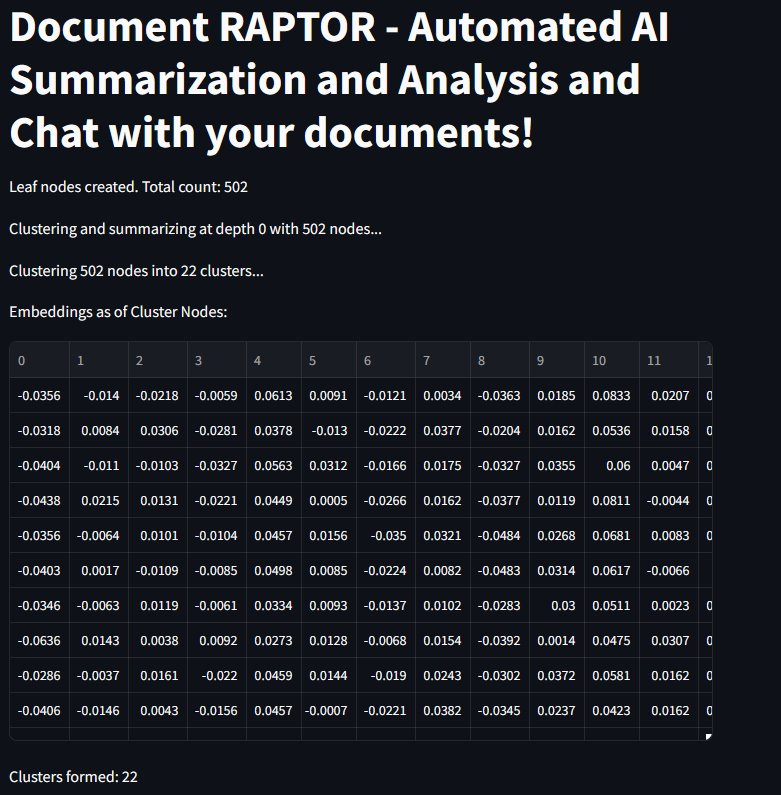 Document RAPTOR - Automated AI
Summarization and Analysis and
Chat with your documents!
Leaf nodes created. Total count: 502
Clustering and summarizing at depth 0 with 502 nodes...
Clustering 502 nodes into 22 clusters...
Embeddings as of Cluster Nodes:
0 1 2 3 4 5 6 7 8 9 10 11
-0.0356 -0.014 -0.0218 -0.0059 0.0613 0.0091 -0.0121 0.0034 -0.0363 0.0185 0.0833 0.0207
-0.0318 0.0084 0.0306 -0.0281 0.0378 -0.013 -0.0222 0.0377 -0.0204 0.0162 0.0536 0.0158
-0.0404 -0.011 -0.0103 -0.0327 0.0563 0.0312 -0.0166 0.0175 -0.0327 0.0355 0.06 0.0047
-0.0438 0.0215 0.0131 -0.0221 0.0449 0.0005 -0.0266 0.0162 -0.0377 0.0119 0.0811 -0.0044
-0.0356 -0.0064 0.0101 -0.0104 0.0457 0.0156 -0.035 0.0321 -0.0484 0.0268 0.0681 0.0083
-0.0403 0.0017 -0.0109 -0.0085 0.0498 0.0085 -0.0224 0.0082 -0.0483 0.0314 0.0617 -0.0066
-0.0346 -0.0063 0.0119 -0.0061 0.0334 0.0093 -0.0137 0.0102 -0.0283 0.03 0.0511 0.0023
-0.0636 0.0143 0.0038 0.0092 0.0273 0.0128 -0.0068 0.0154 -0.0392 0.0014 0.0475 0.0307
-0.0286 -0.0037 0.0161 -0.022 0.0459 0.0144 -0.019 0.0243 -0.0302 0.0372 0.0581 0.0162
-0.0406 -0.0146 0.0043 -0.0156 0.0457 -0.0007 -0.0221 0.0382 -0.0345 0.0237 0.0423 0.0162
Clusters formed: 22